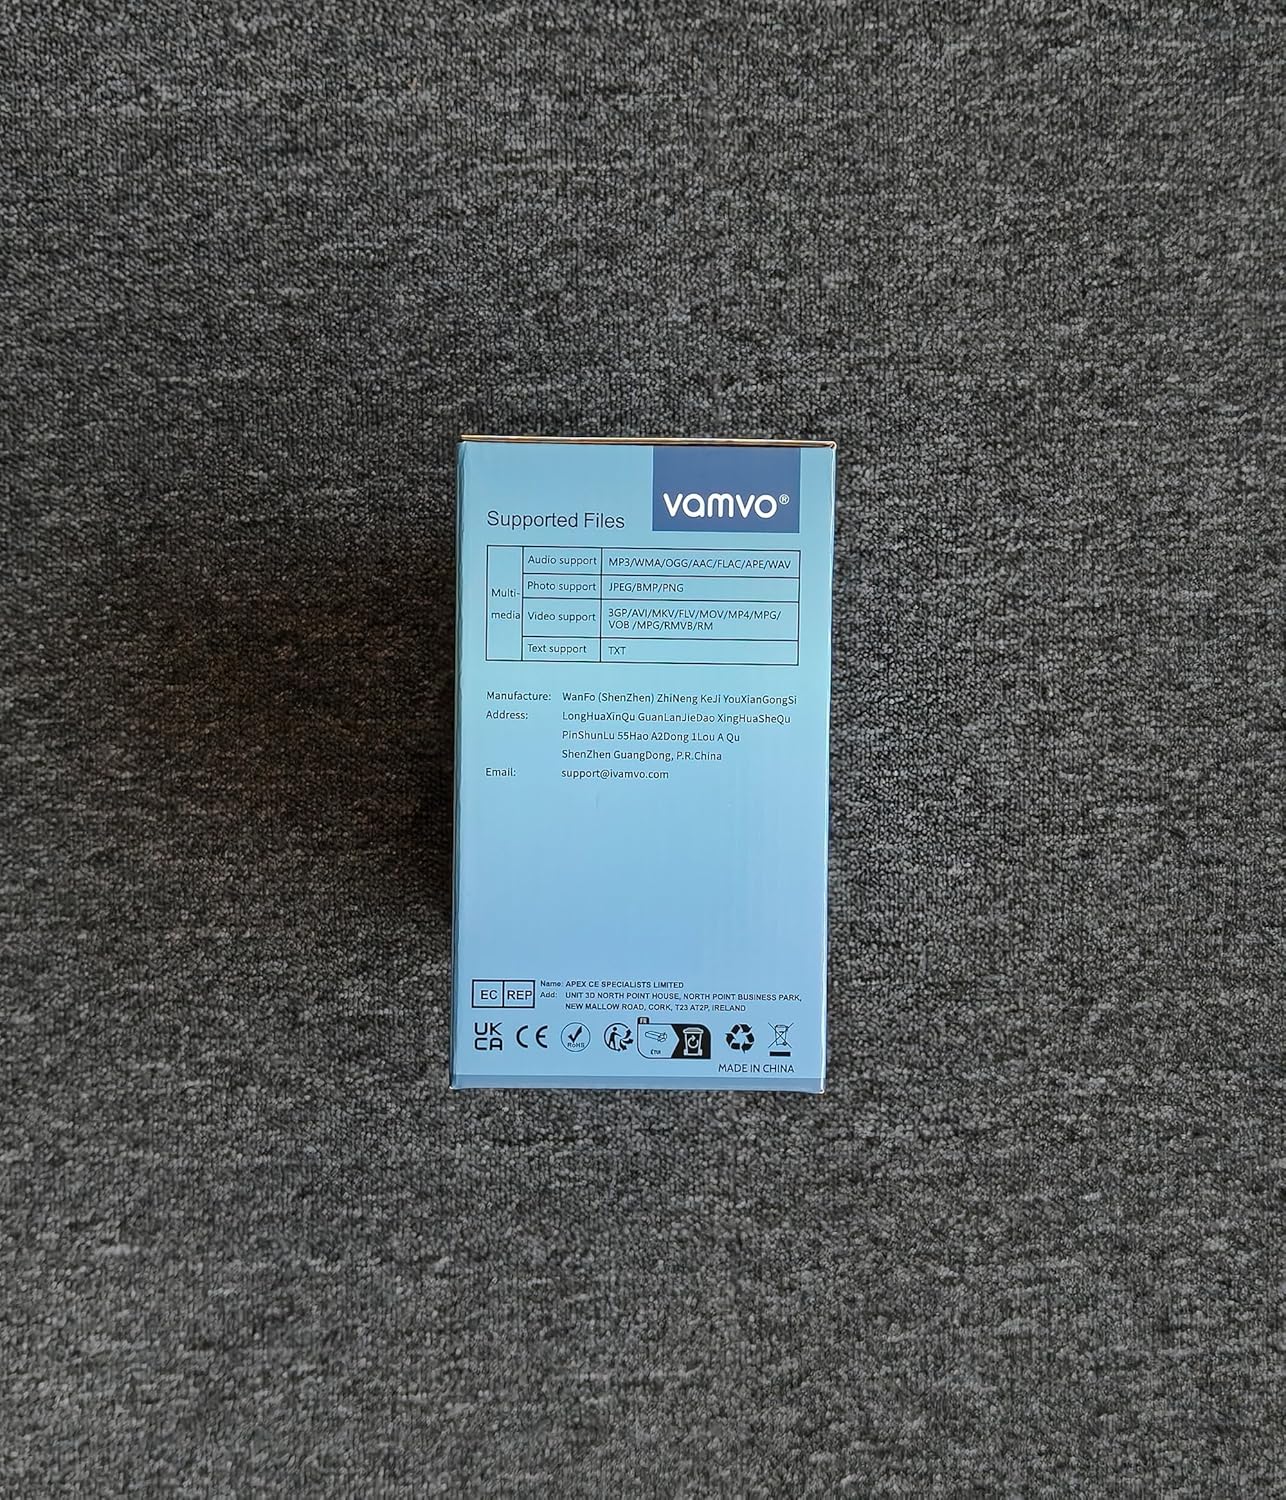 vamvo®
Supported Files
Multi-media
Audio support MP3/WMA/OGG/AAC/FLAC/APE/WAV
Photo support JPEG/BMP/PNG
Video support 3GP/AVI/MKV/FLV/MOV/MP4/MPG/
VOB /MPG/RMVB/RM
Text support TXT
Manufacture: WanFo (ShenZhen) ZhiNeng KeJi YouXianGongSi
Address: LongHuaXinQu GuanLanJieDao XingHuaSheQu
PinShunLu 55Hao A2Dong 1Lou A Qu
ShenZhen GuangDong, P.R.China
Email: support@ivamvo.com
EC REP
Name: APEX CE SPECIALISTS LIMITED
Add: UNIT 3D NORTH POINT HOUSE, NORTH POINT BUSINESS PARK,
NEW MALLOW ROAD, CORK, T23 AT2P, IRELAND
UK
CA
CE
RoHS
FR
ÉTUI
MADE IN CHINA